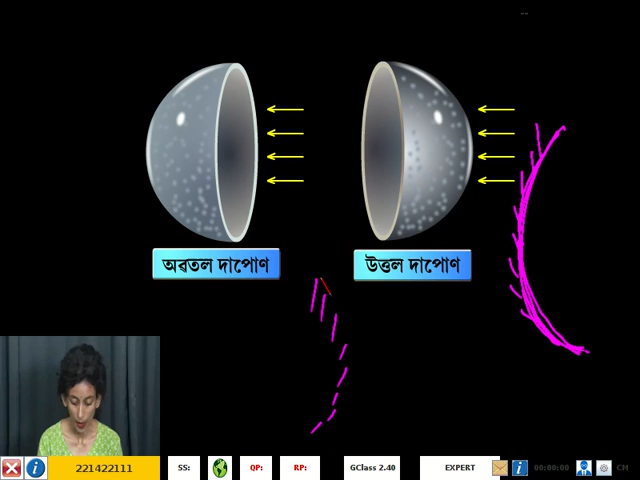 অৱতল দাপোণ
উত্তল দাপোণ
221422111
SS:
QP:
RP:
GClass 2.40
EXPERT
00:00:00
CM